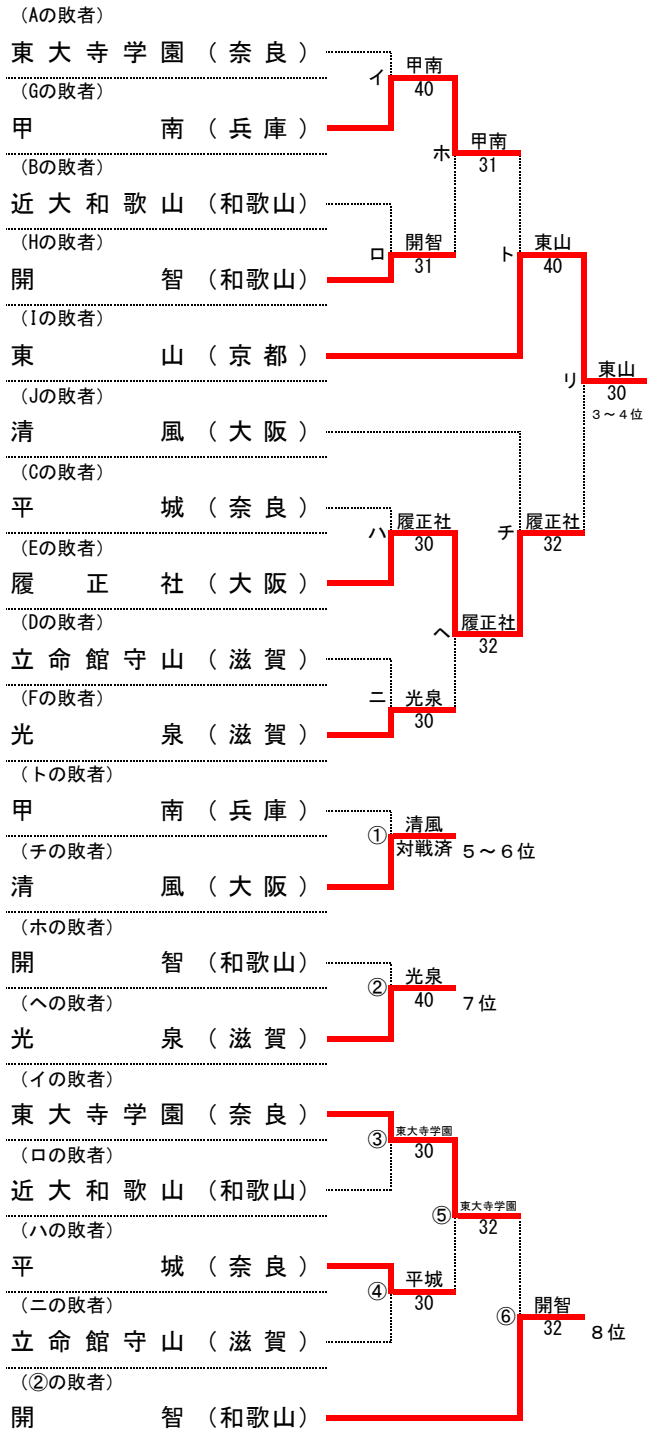 (Aの敗者)
東大寺学園(奈良)
イ 甲南
40
(Gの敗者)
甲南(兵庫)
ホ 甲南
31
(Bの敗者)
近大和歌山(和歌山)
(Hの敗者)
ロ 開智
31
ト 東山
40
開智(和歌山)
(Iの敗者)
東山(京都)
リ 東山
30
3~4位
(Jの敗者)
清風(大阪)
(Cの敗者)
平城(奈良)
ハ 履正社
30
チ 履正社
32
(Eの敗者)
履正社(大阪)
(Dの敗者)
ヘ 履正社
32
立命館守山(滋賀)
(Fの敗者)
ニ 光泉
30
光泉(滋賀)
(トの敗者)
甲南(兵庫)
① 清風
対戦済 5~6位
(チの敗者)
清風(大阪)
(ホの敗者)
開智(和歌山)
② 光泉
40 7位
(ヘの敗者)
光泉(滋賀)
(イの敗者)
東大寺学園(奈良)
③ 東大寺学園
30
(ロの敗者)
近大和歌山(和歌山)
⑤ 東大寺学園
32
(ハの敗者)
平城(奈良)
④ 平城
30
(ニの敗者)
⑥ 開智
32 8位
立命館守山(滋賀)
(②の敗者)
開智(和歌山)